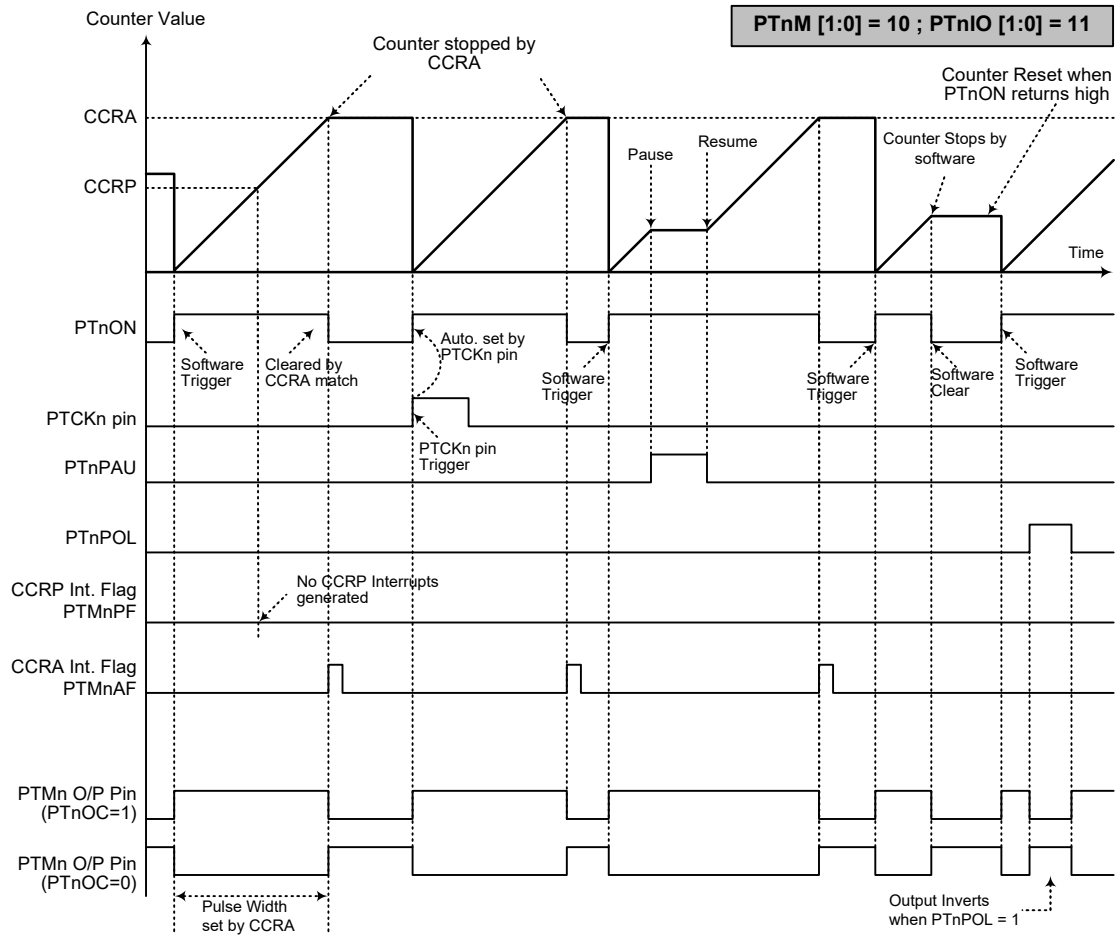 Counter Value
PTnM [1:0] = 10 ; PTnIO [1:0] = 11
Counter stopped by
CCRA
Counter Reset when
PTnON returns high
CCRA
Pause
Resume
Counter Stops by
software
CCRP
Time
PTnON
Software
Trigger
Cleared by
CCRA match
Auto. set by
PTCKn pin
Software
Trigger
Software
Trigger
Software
Clear
Software
Trigger
PTCKn pin
PTCKn pin
Trigger
PTnPAU
PTnPOL
CCRP Int. Flag
PTMnPF
No CCRP Interrupts
generated
CCRA Int. Flag
PTMnAF
PTMn O/P Pin
(PTnOC=1)
PTMn O/P Pin
(PTnOC=0)
Pulse Width
set by CCRA
Output Inverts
when PTnPOL = 1